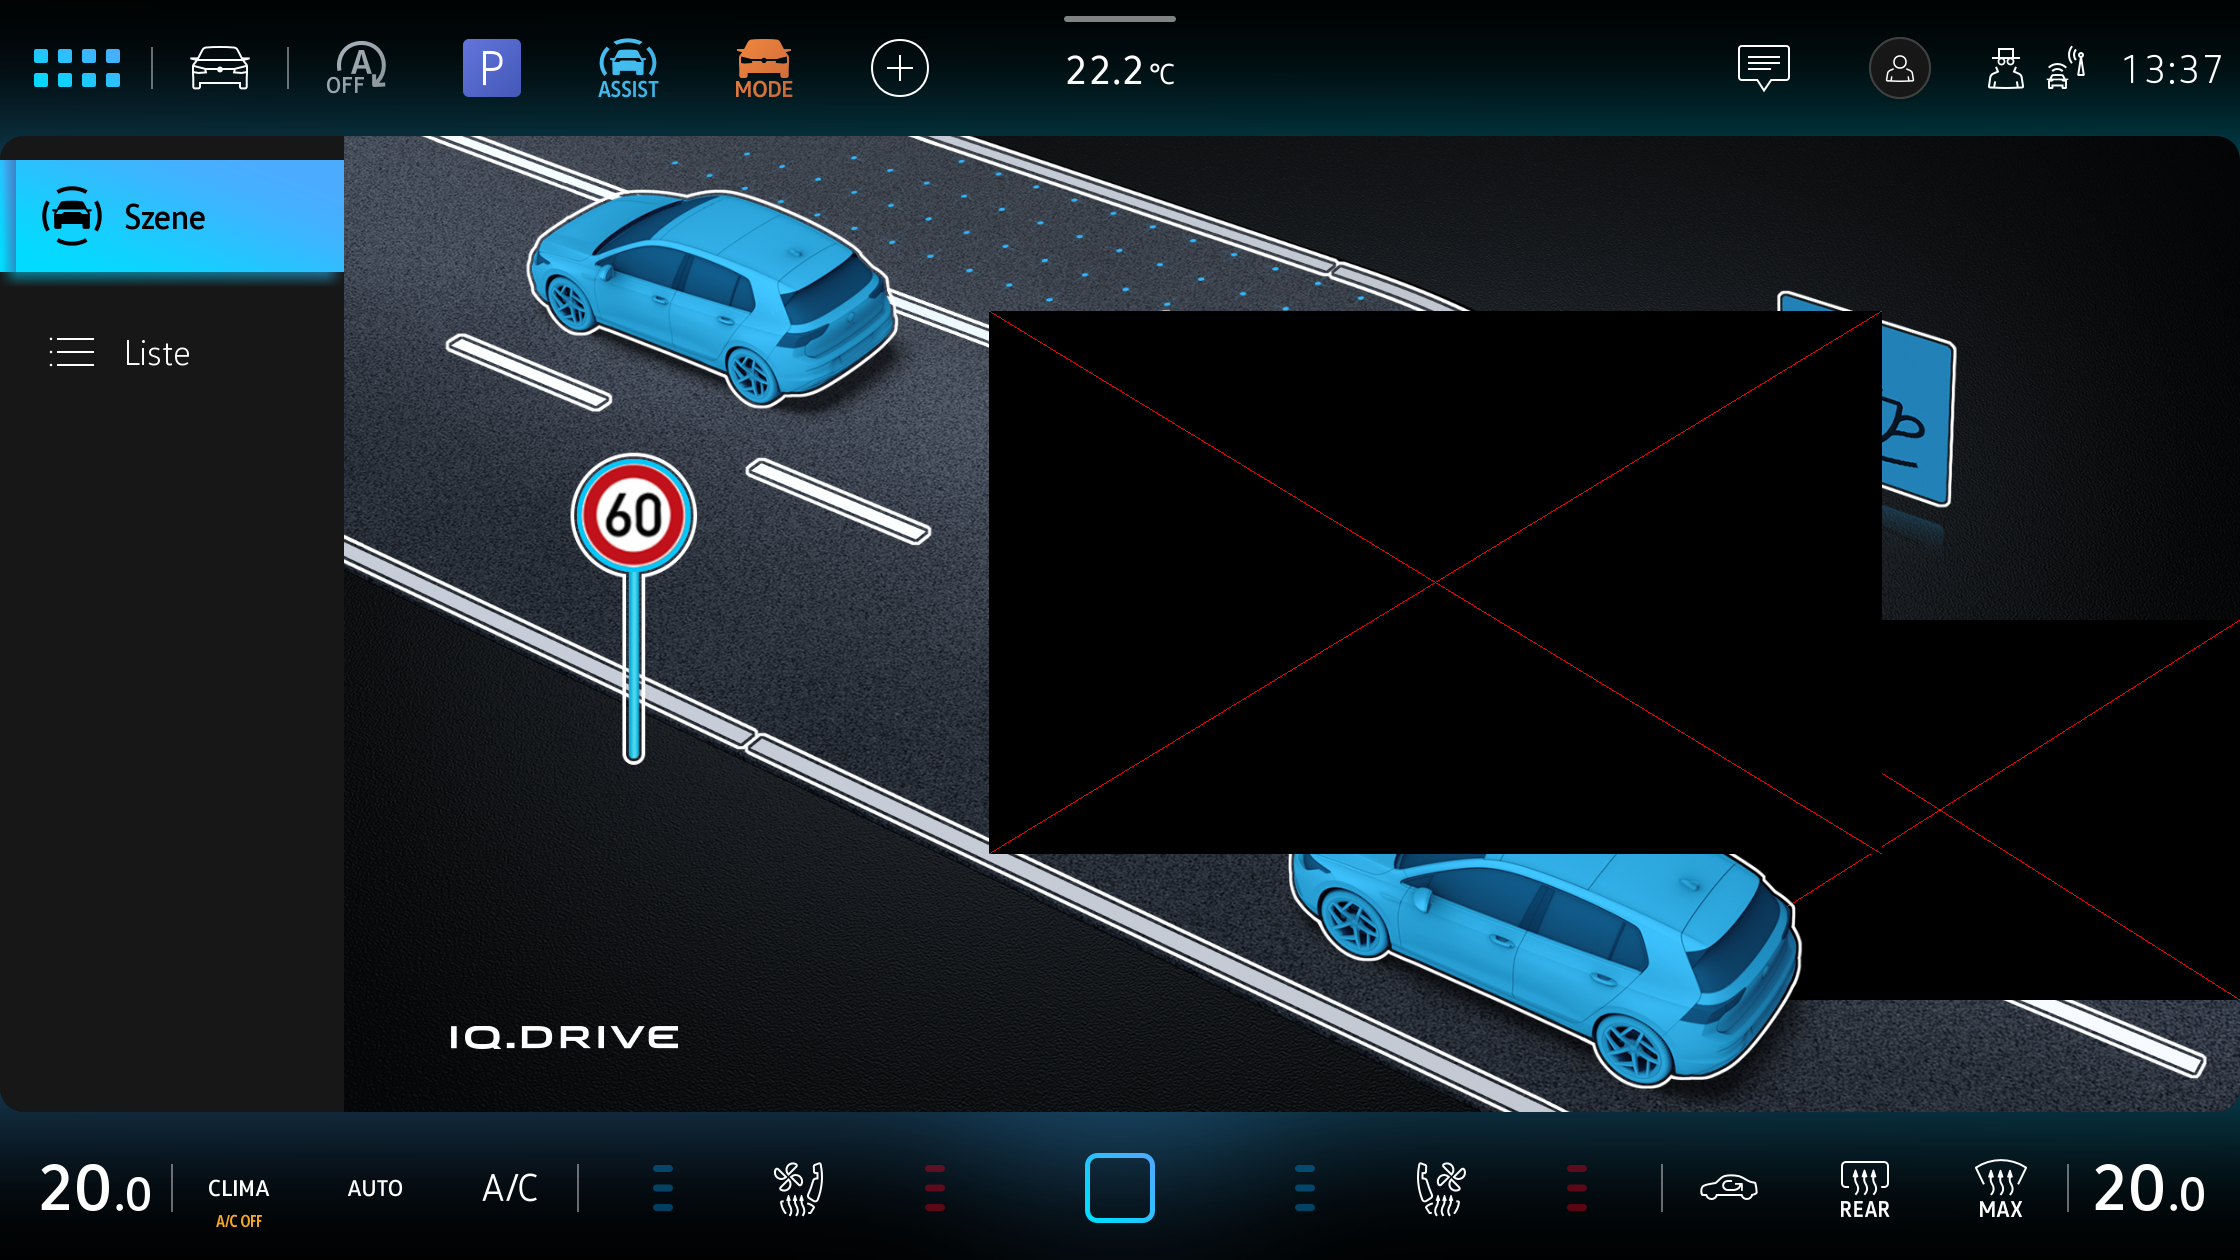 A
OFF
P
ASSIST
MODE
22.2 °C
13:37
Szene
Liste
60
IQ.DRIVE
20.0
CLIMA
A/C OFF
AUTO
A/C
REAR
MAX
20.0